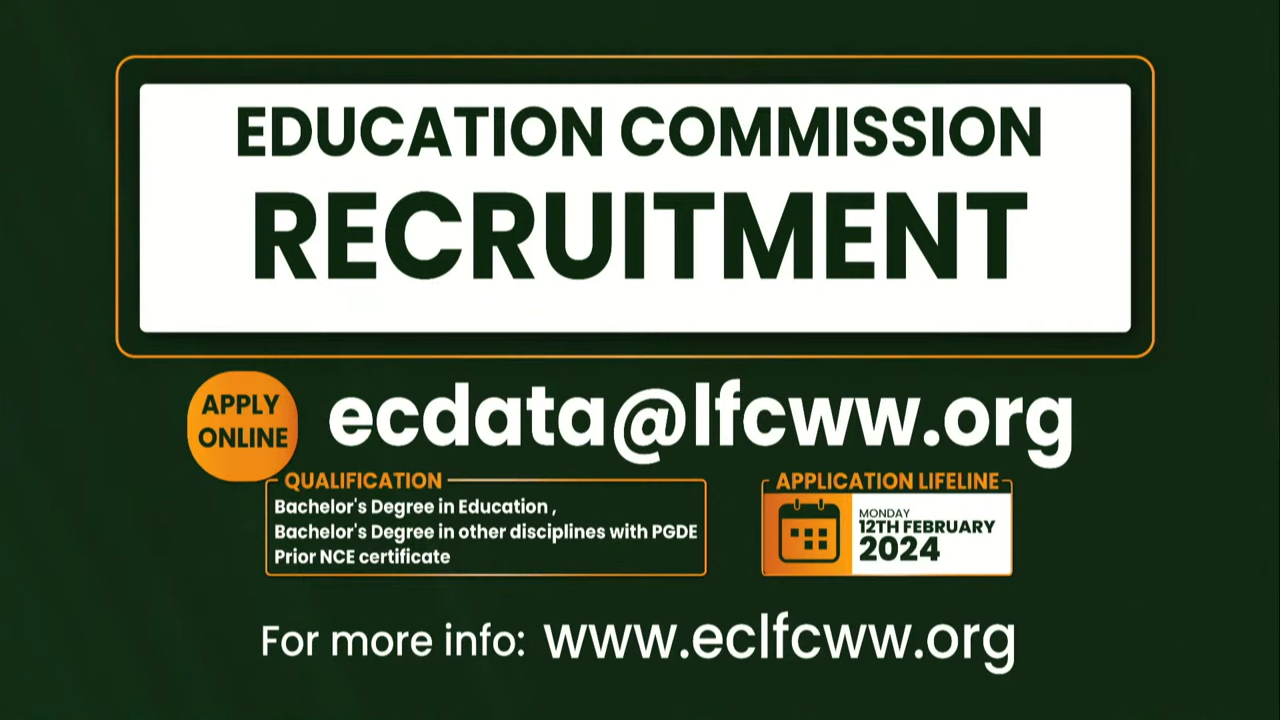 EDUCATION COMMISSION
RECRUITMENT
APPLY
ONLINE
ecdata@lfcww.org
QUALIFICATION
Bachelor's Degree in Education ,
Bachelor's Degree in other disciplines with PGDE
Prior NCE certificate
APPLICATION LIFELINE
MONDAY
12TH FEBRUARY
2024
For more info: www.eclfcww.org